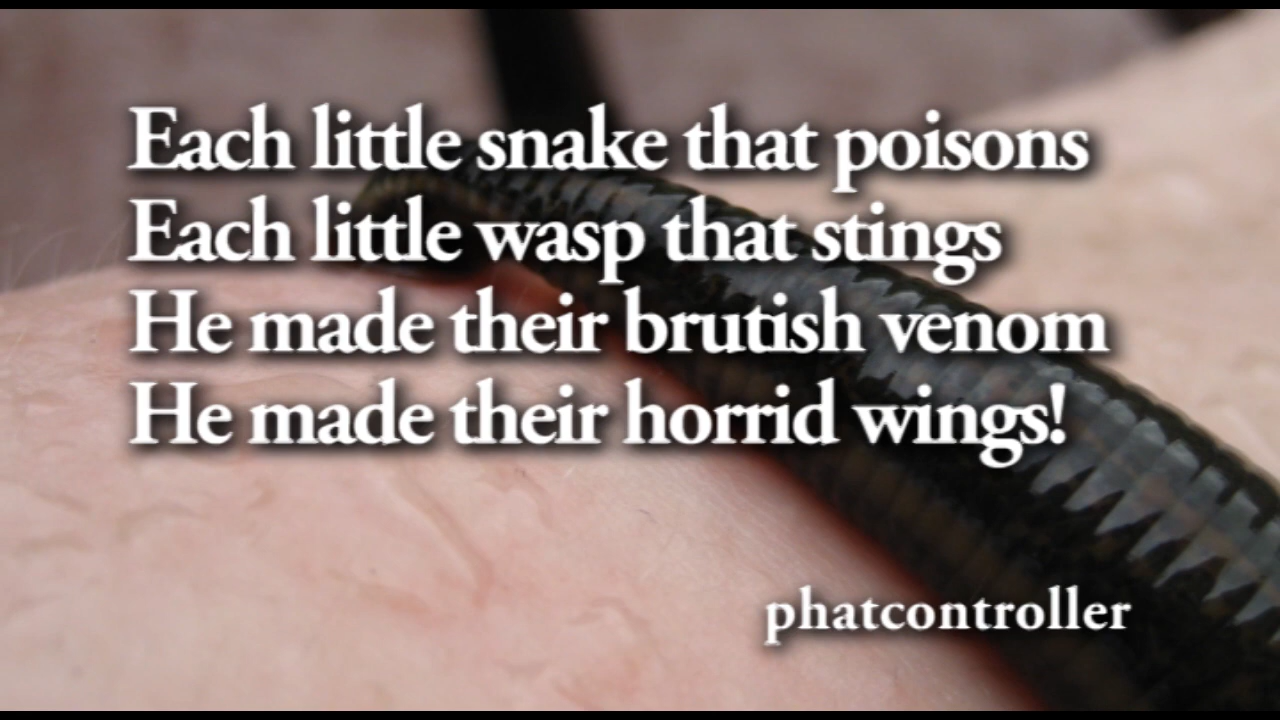 Each little snake that poisons
Each little wasp that stings
He made their brutish venom
He made their horrid wings!
phatcontroller